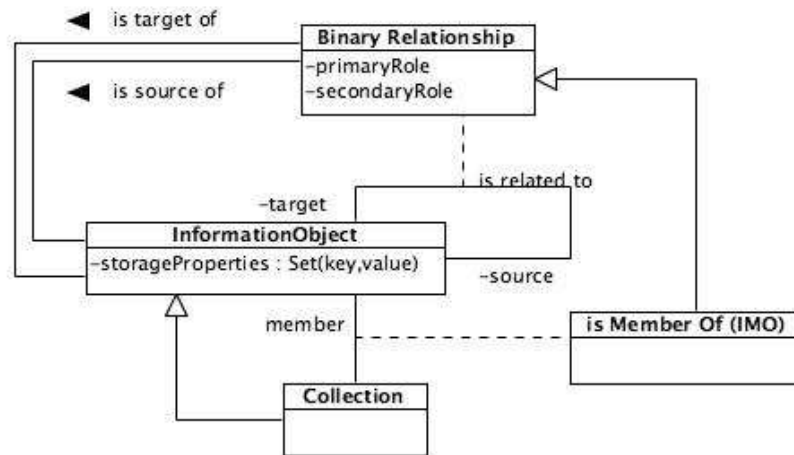 is target of
Binary Relationship
-primaryRole
is source of
-secondaryRole
is related to
-target
InformationObject
-storageProperties : Set(key,value)
-source
member
is Member Of (IMO)
Collection